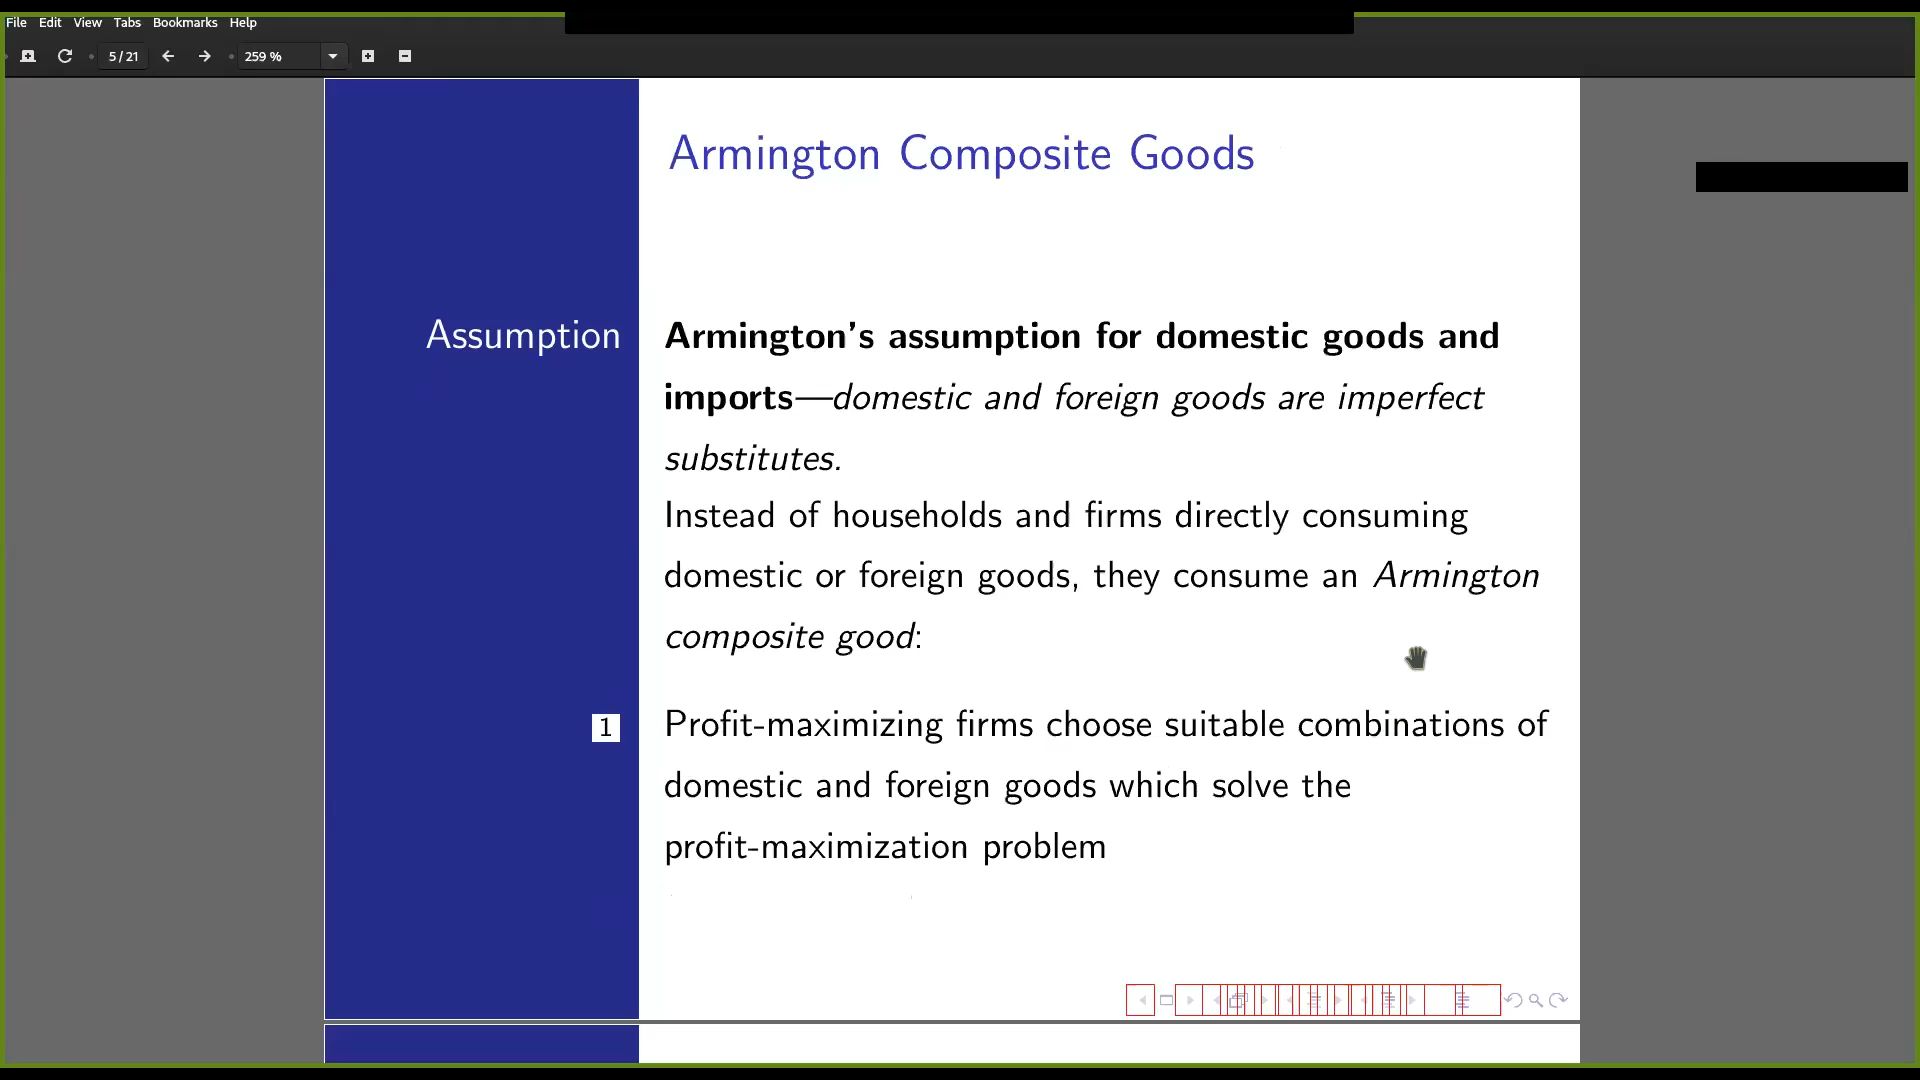 File Edit View Tabs Bookmarks Help
5 / 21 259 %
Armington Composite Goods
Assumption
Armington's assumption for domestic goods and
imports—domestic and foreign goods are imperfect
substitutes.
Instead of households and firms directly consuming
domestic or foreign goods, they consume an Armington
composite good:
1
Profit-maximizing firms choose suitable combinations of
domestic and foreign goods which solve the
profit-maximization problem